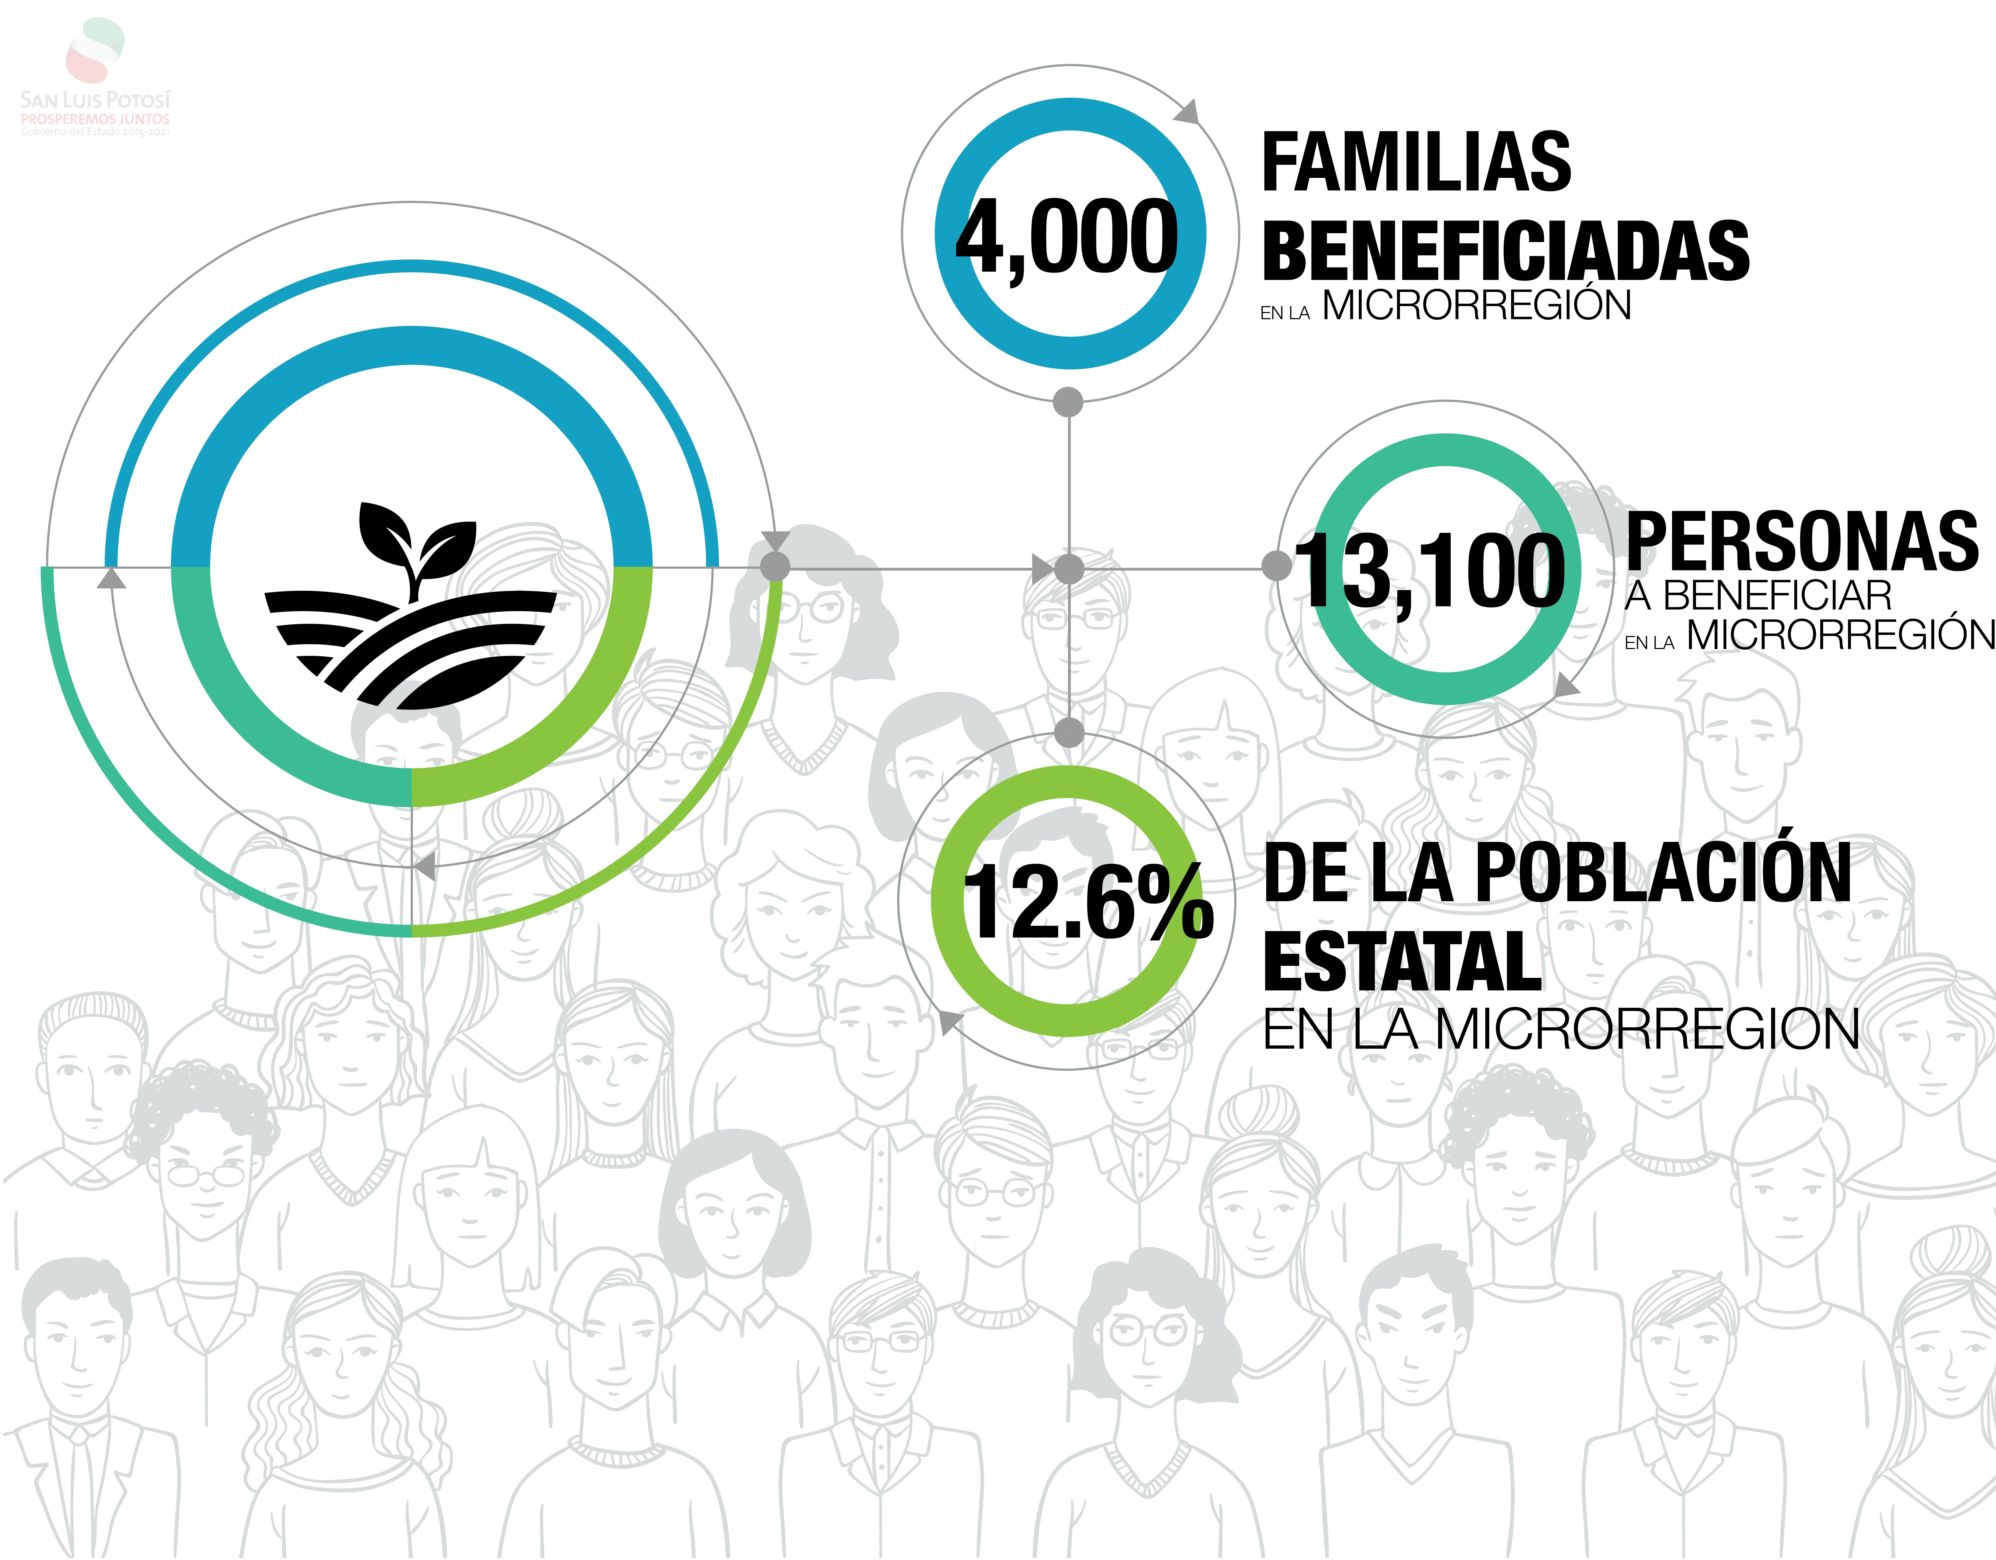 SAN LUIS POTOSÍ
PROSPEREMOS JUNTOS
Gobierno del Estado 2015-2021
4,000
FAMILIAS
BENEFICIADAS
EN LA MICRORREGIÓN
13,100
PERSONAS
A BENEFICIAR
EN LA MICRORREGIÓN
12.6%
DE LA POBLACIÓN
ESTATAL
EN LA MICRORREGION